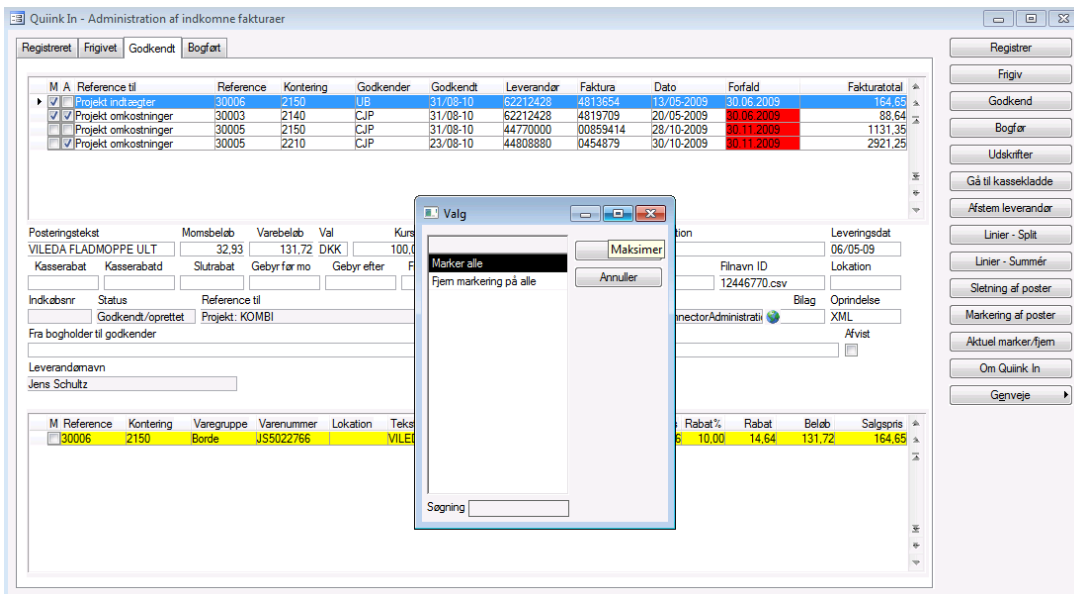 Quiink In - Administration af indkomne fakturaer
Registreret Frigivet Godkendt Bogført
M A Reference til Reference Kontering Godkender Godkendt Leverandør Faktura Dato Forfald Fakturatotal
Projekt indtægter 30006 2150 UB 31/08-10 62212428 4813654 13/05-2009 30.06.2009 164,65
Projekt omkostninger 30003 2140 CJP 31/08-10 62212428 4819709 20/05-2009 30.06.2009 88,64
Projekt omkostninger 30005 2150 CJP 31/08-10 44770000 00859414 28/10-2009 30.11.2009 1131,35
Projekt omkostninger 30005 2210 CJP 23/08-10 44808880 0454879 30/10-2009 30.11.2009 2921,25
Posteringstekst Momsbeløb Varebeløb Val Kurs tion Leveringsdat
VILEDA FLADMOPPE ULT 32,93 131,72 DKK 100,0 06/05-09
Kasserabat Kasserabatd Slutrabat Gebyr før mo Gebyr efter F Filnavn ID Lokation
12446770.csv
Indkøbsnr Status Reference til Bilag Oprindelse
Godkendt/oprettet Projekt: KOMBI nnectorAdministrati XML
Fra bogholder til godkender Afvist
Leverandørnavn
Jens Schultz
M Reference Kontering Varegruppe Varenummer Lokation Teks Rabat% Rabat Beløb Salgspris
30006 2150 Borde JS5022766 VILE 6 10,00 14,64 131,72 164,65
Valg
Maksimer
Marker alle
Fjern markering på alle
Annuller
Søgning
Registrer
Frigiv
Godkend
Bogfør
Udskrifter
Gå til kassekladde
Afstem leverandør
Linier - Split
Linier - Summér
Sletning af poster
Markering af poster
Aktuel marker/fjern
Om Quiink In
Genveje